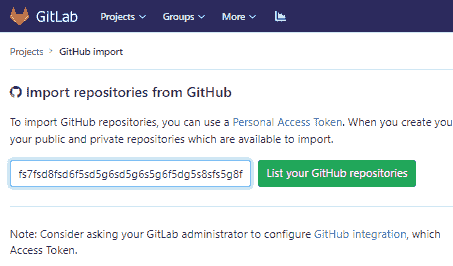 GitLab Projects Groups More
Projects > GitHub import
Import repositories from GitHub
To import GitHub repositories, you can use a Personal Access Token. When you create you
your public and private repositories which are available to import.
fs7fsd8fsd6f5sd5g6sd5g6s5g6f5dg5s8sfs5g8f List your GitHub repositories
Note: Consider asking your GitLab administrator to configure GitHub integration, which
Access Token.